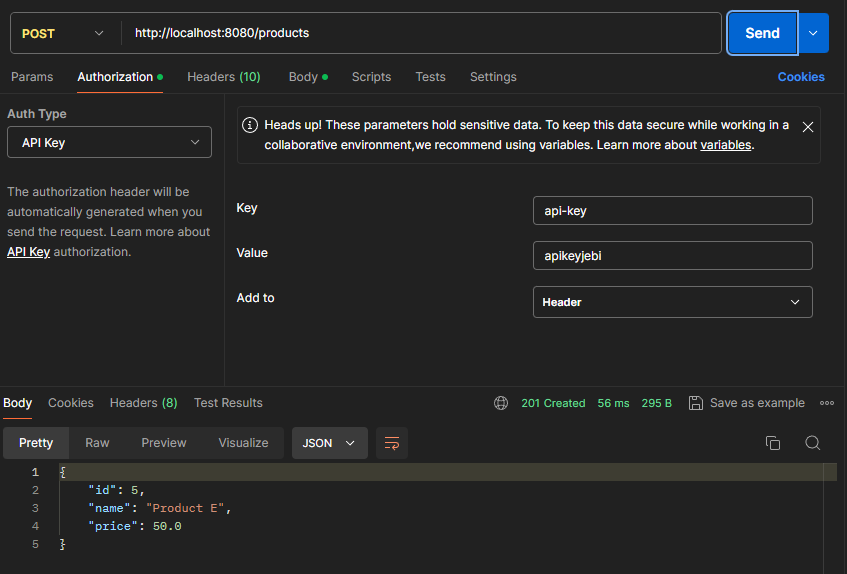 POST http://localhost:8080/products Send
Params Authorization Headers (10) Body Scripts Tests Settings Cookies
Auth Type
API Key
The authorization header will be
automatically generated when you
send the request. Learn more about
API Key authorization.
Heads up! These parameters hold sensitive data. To keep this data secure while working in a
collaborative environment,we recommend using variables. Learn more about variables.
Key api-key
Value apikeyjebi
Add to Header
Body Cookies Headers (8) Test Results 201 Created 56 ms 295 B Save as example
Pretty Raw Preview Visualize JSON
1 {
2 "id": 5,
3 "name": "Product E",
4 "price": 50.0
5 }